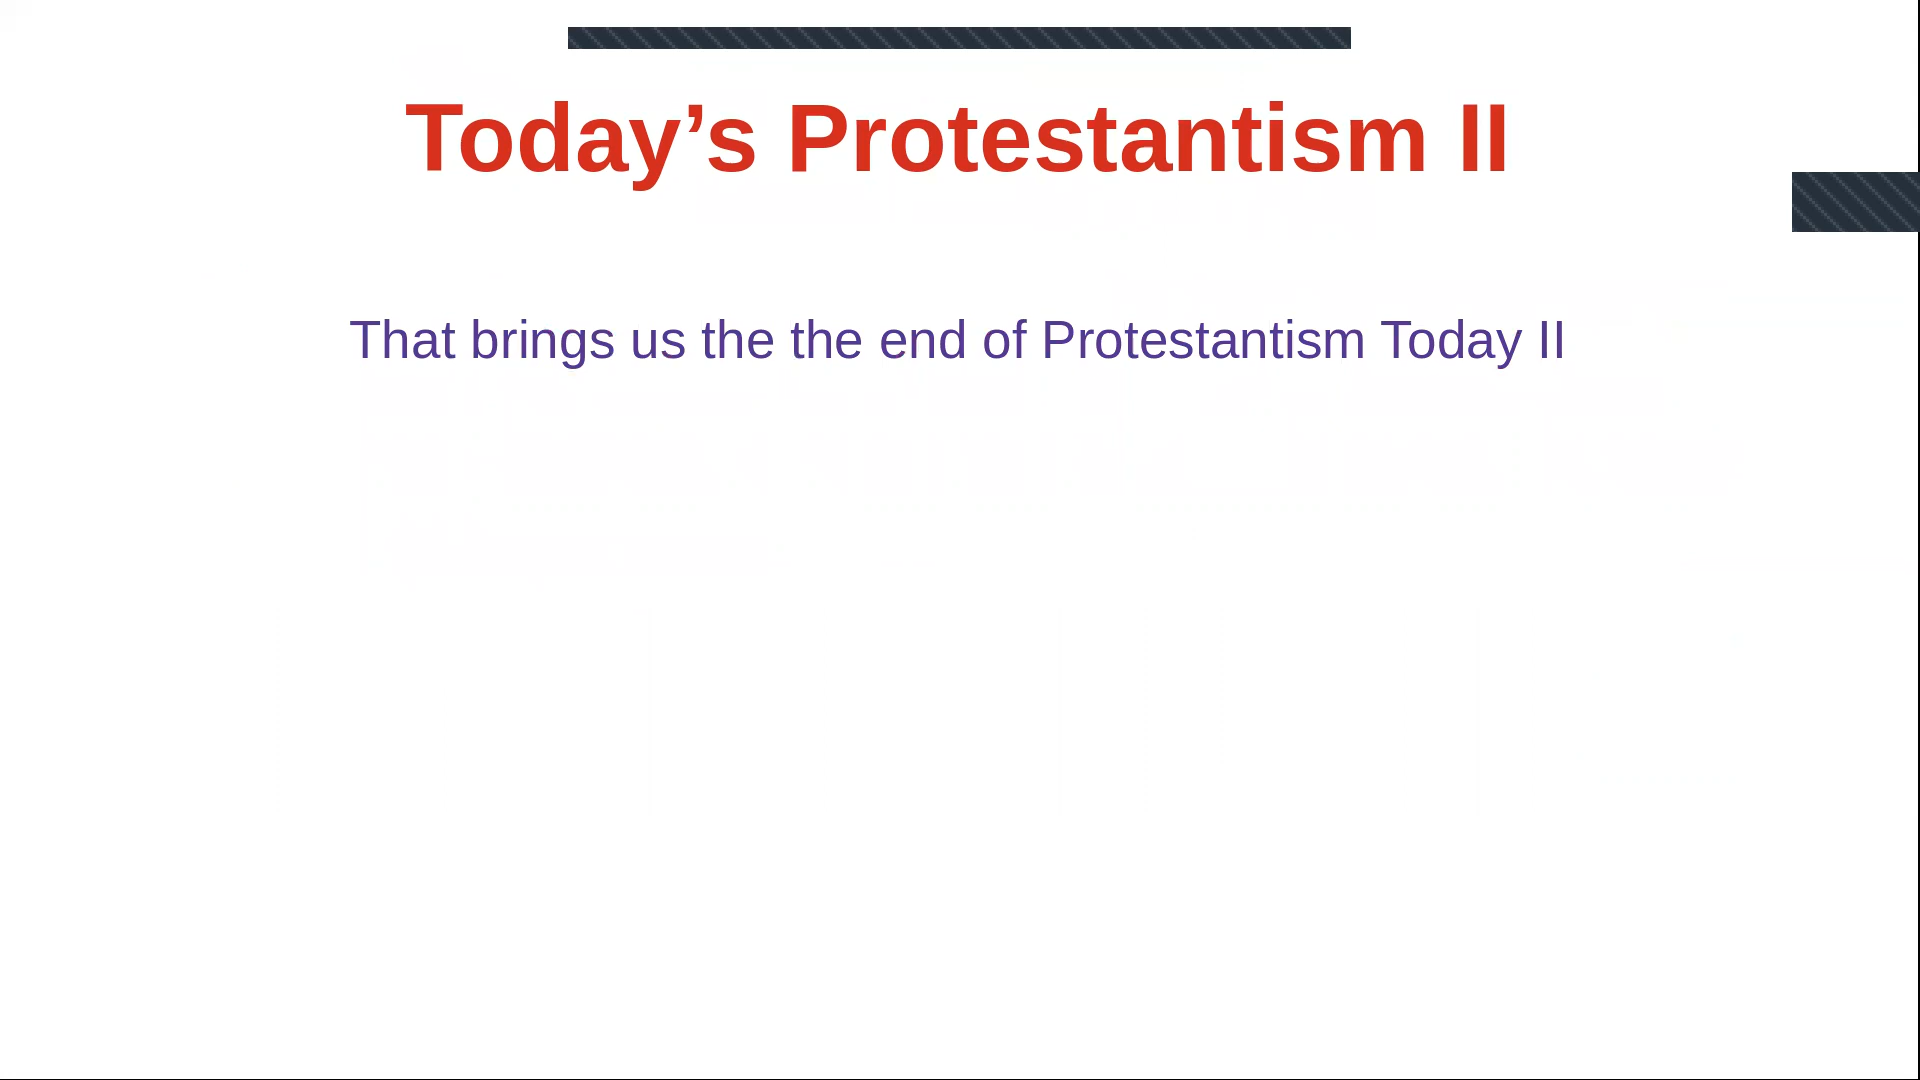 Today’s Protestantism II
That brings us the the end of Protestantism Today II